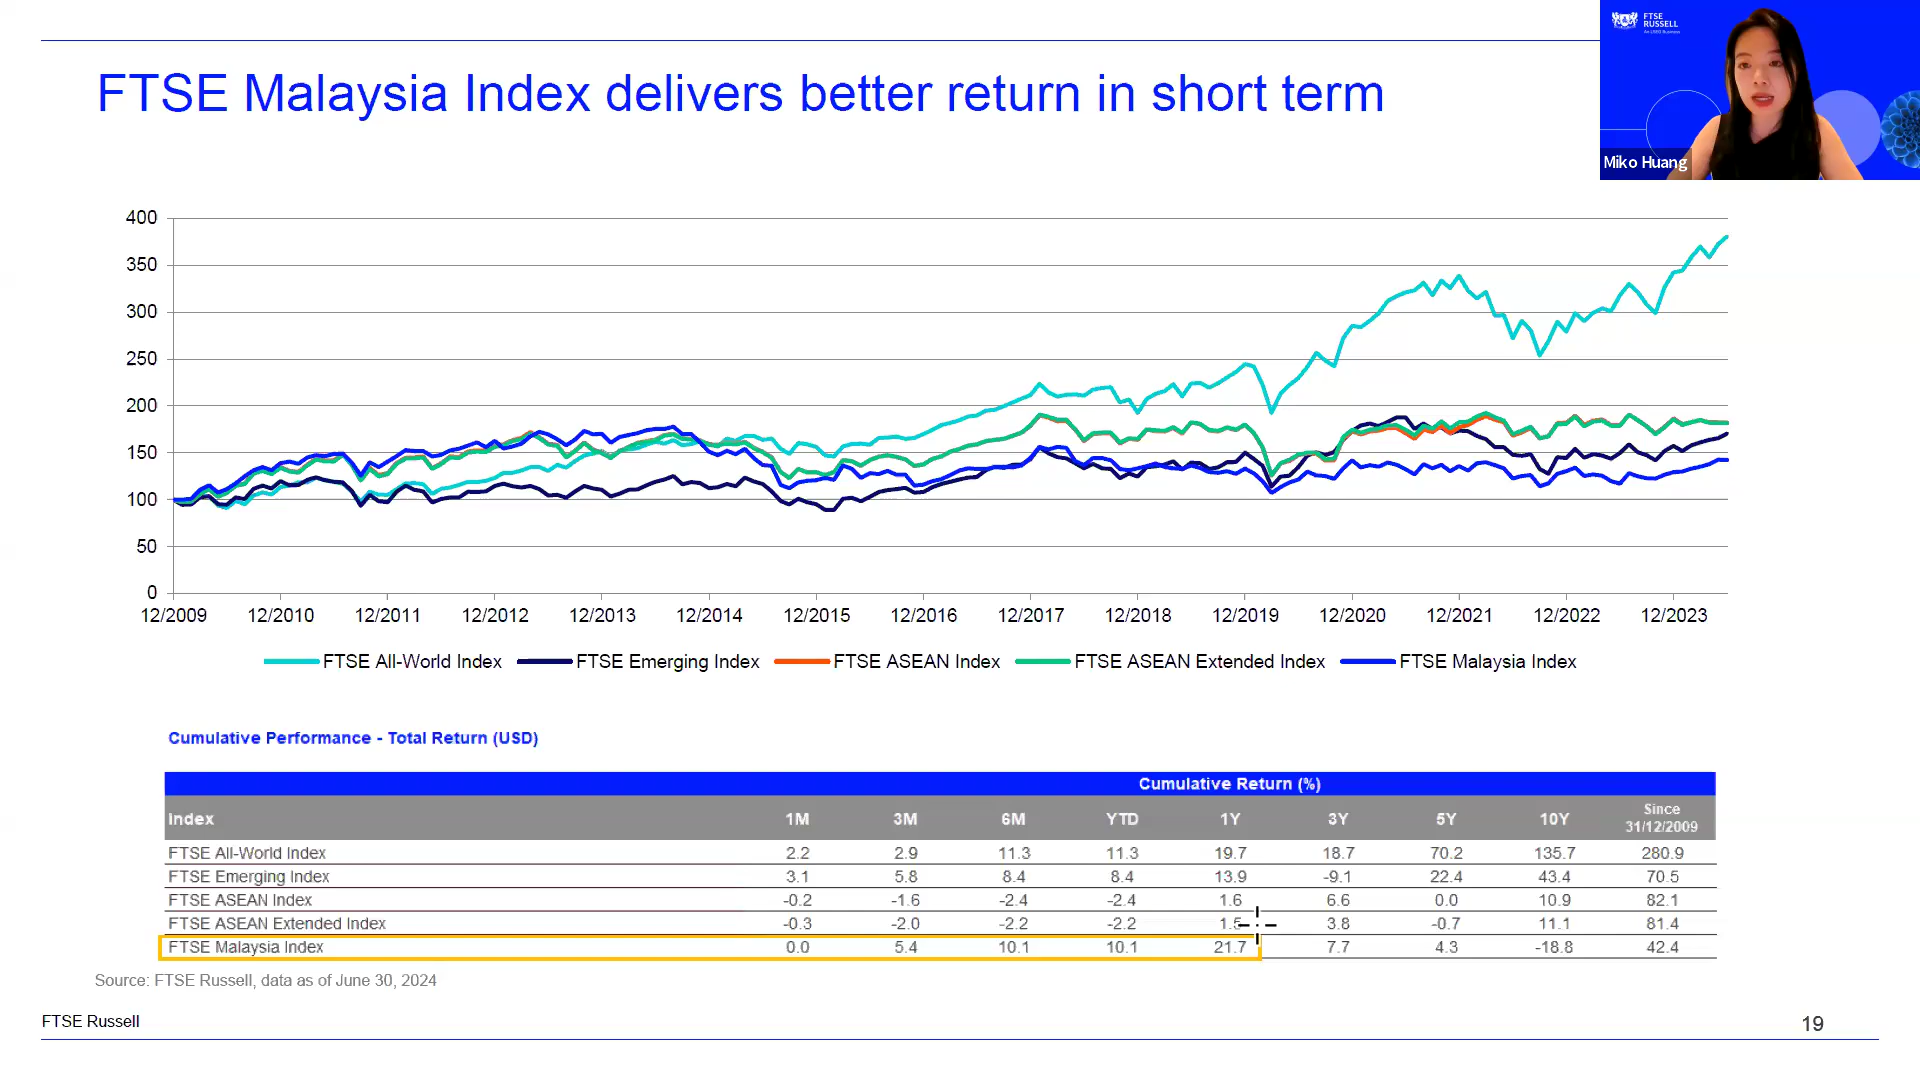 FTSE
RUSSELL
An LSEG Business
Miko Huang
FTSE Malaysia Index delivers better return in short term
400
350
300
250
200
150
100
50
0
12/2009 12/2010 12/2011 12/2012 12/2013 12/2014 12/2015 12/2016 12/2017 12/2018 12/2019 12/2020 12/2021 12/2022 12/2023
FTSE All-World Index FTSE Emerging Index FTSE ASEAN Index FTSE ASEAN Extended Index FTSE Malaysia Index
Cumulative Performance - Total Return (USD)
Cumulative Return (%)
Index 1M 3M 6M YTD 1Y 3Y 5Y 10Y Since 31/12/2009
FTSE All-World Index 2.2 2.9 11.3 11.3 19.7 18.7 70.2 135.7 280.9
FTSE Emerging Index 3.1 5.8 8.4 8.4 13.9 -9.1 22.4 43.4 70.5
FTSE ASEAN Index -0.2 -1.6 -2.4 -2.4 1.6 6.6 0.0 10.9 82.1
FTSE ASEAN Extended Index -0.3 -2.0 -2.2 -2.2 1.5 3.8 -0.7 11.1 81.4
FTSE Malaysia Index 0.0 5.4 10.1 10.1 21.7 7.7 4.3 -18.8 42.4
Source: FTSE Russell, data as of June 30, 2024
FTSE Russell
19